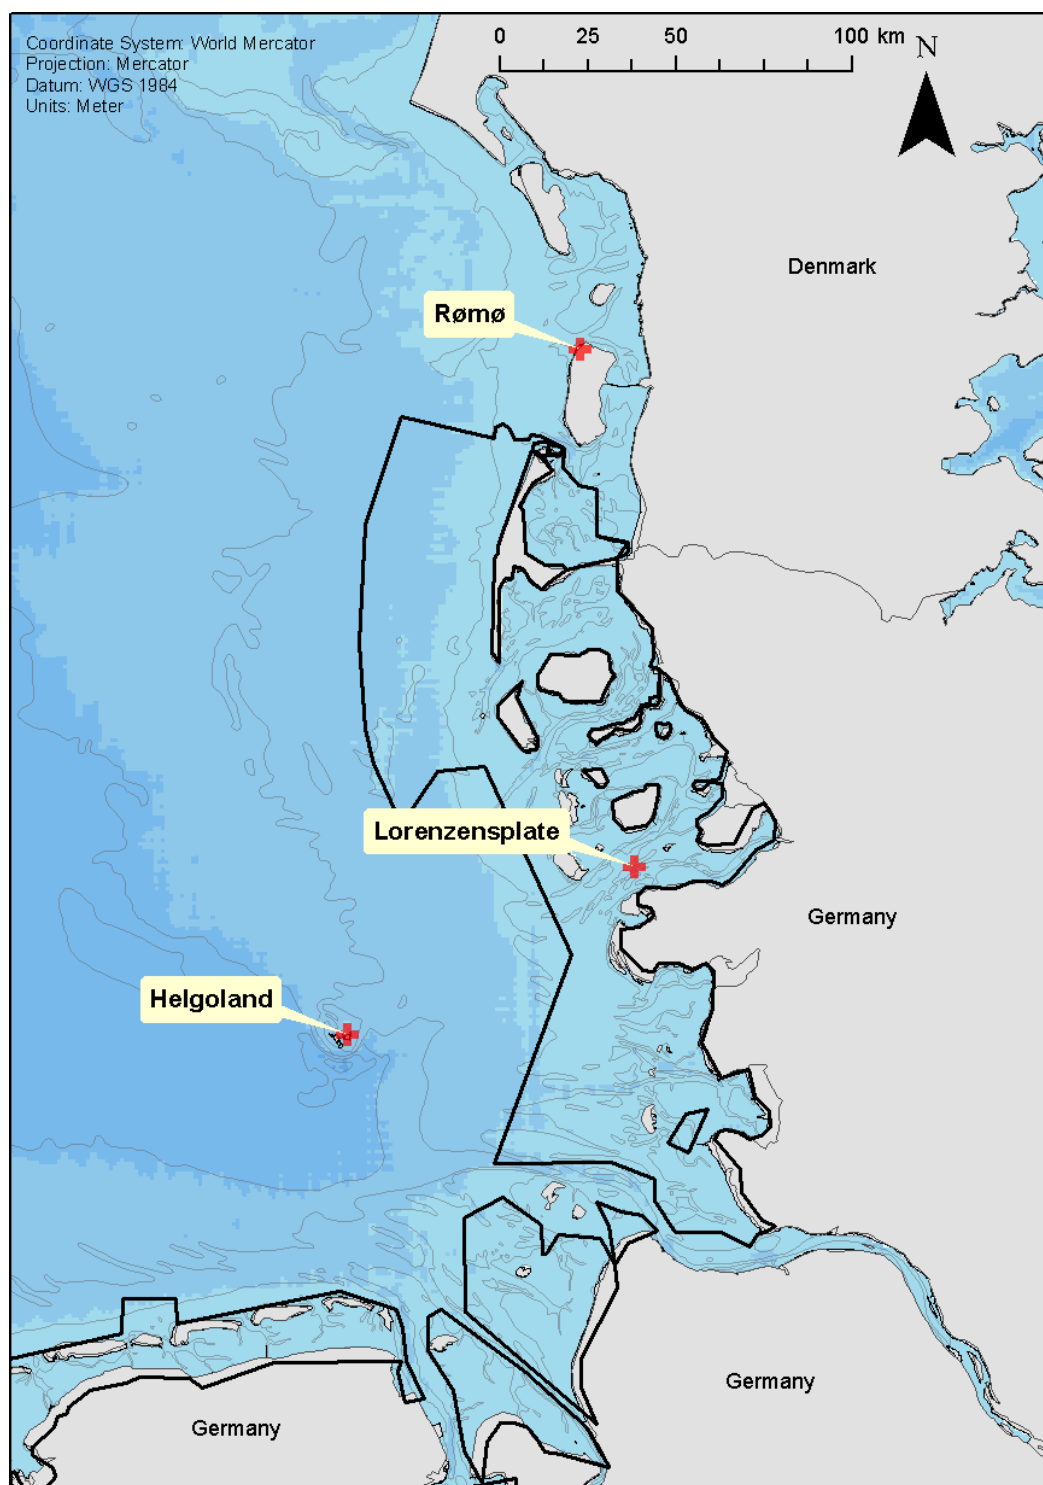 Coordinate System: World Mercator
Projection: Mercator
Datum: WGS 1984
Units: Meter
0 25 50 100 km
N
Denmark
Rømø
Lorenzensplate
Germany
Helgoland
Germany
Germany